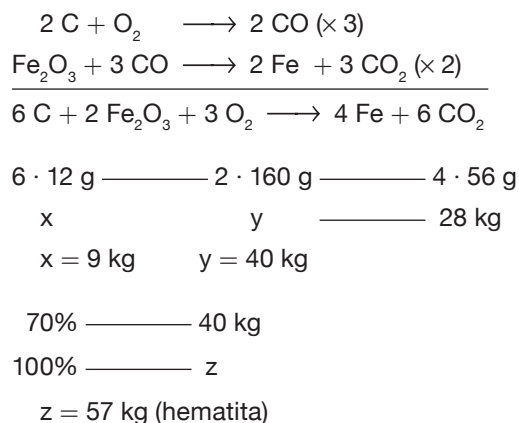 2 C + O₂ ⟶ 2 CO (× 3)
Fe₂O₃ + 3 CO ⟶ 2 Fe + 3 CO₂ (× 2)
6 C + 2 Fe₂O₃ + 3 O₂ ⟶ 4 Fe + 6 CO₂
6 · 12 g ——— 2 · 160 g ——— 4 · 56 g
x y ——— 28 kg
x = 9 kg y = 40 kg
70% ——— 40 kg
100% ——— z
z = 57 kg (hematita)